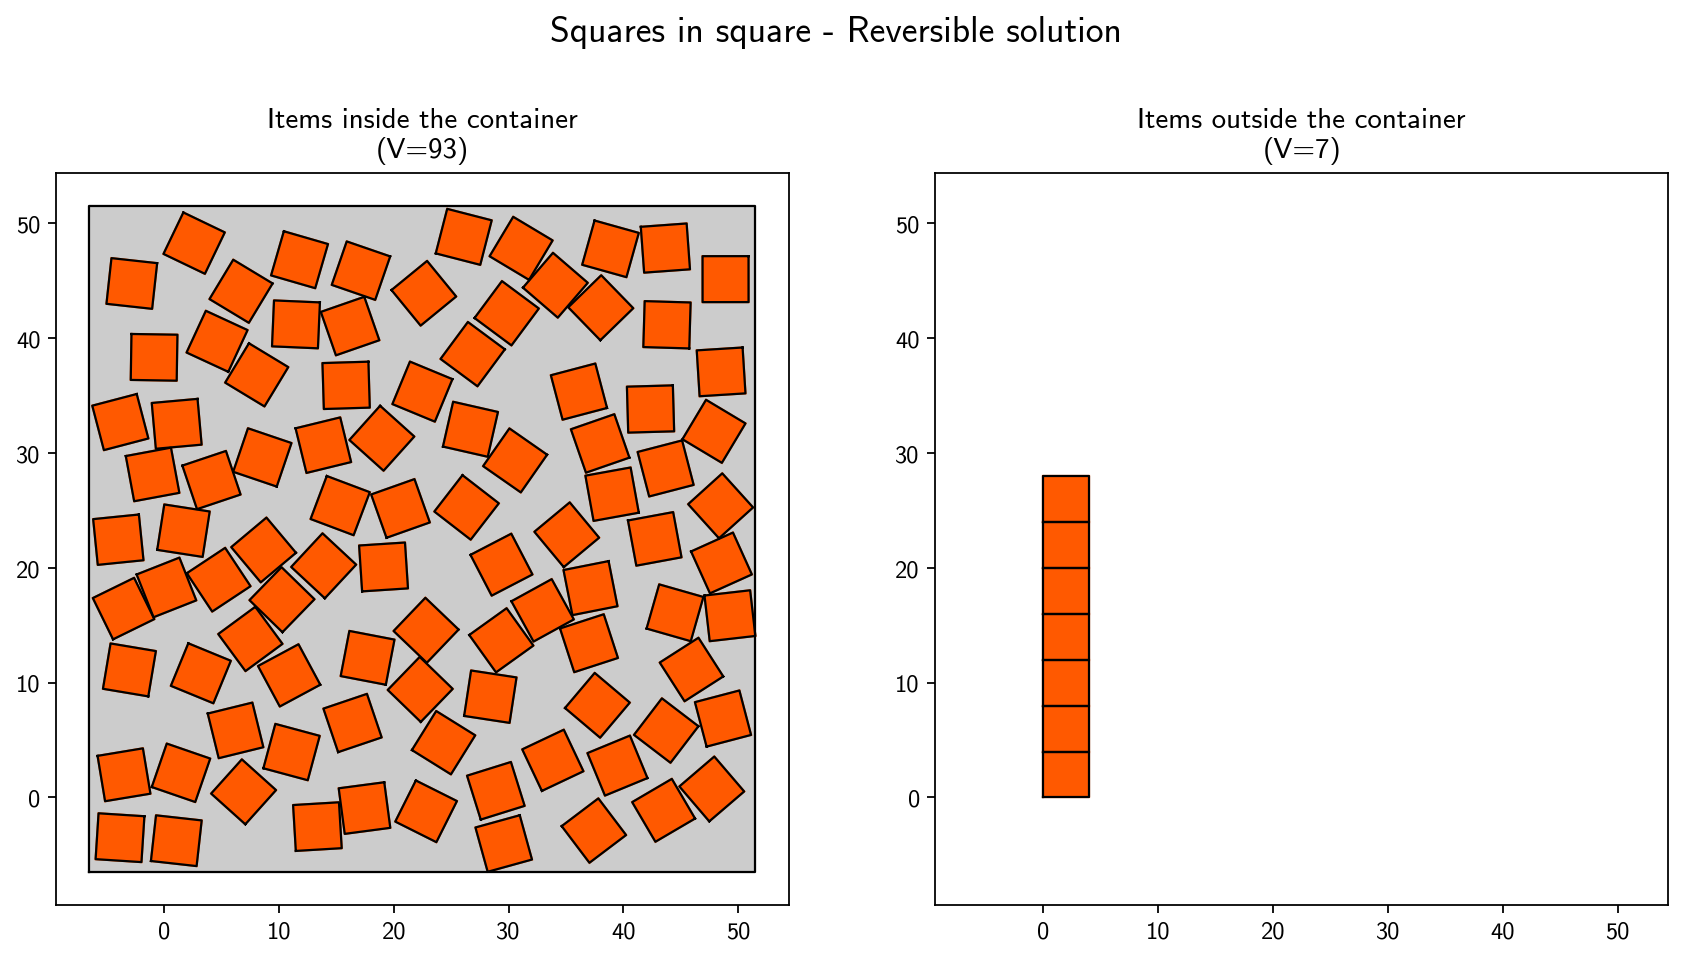 Squares in square - Reversible solution
Items inside the container
(V=93)
Items outside the container
(V=7)
50
40
30
20
10
0
0 10 20 30 40 50
50
40
30
20
10
0
0 10 20 30 40 50